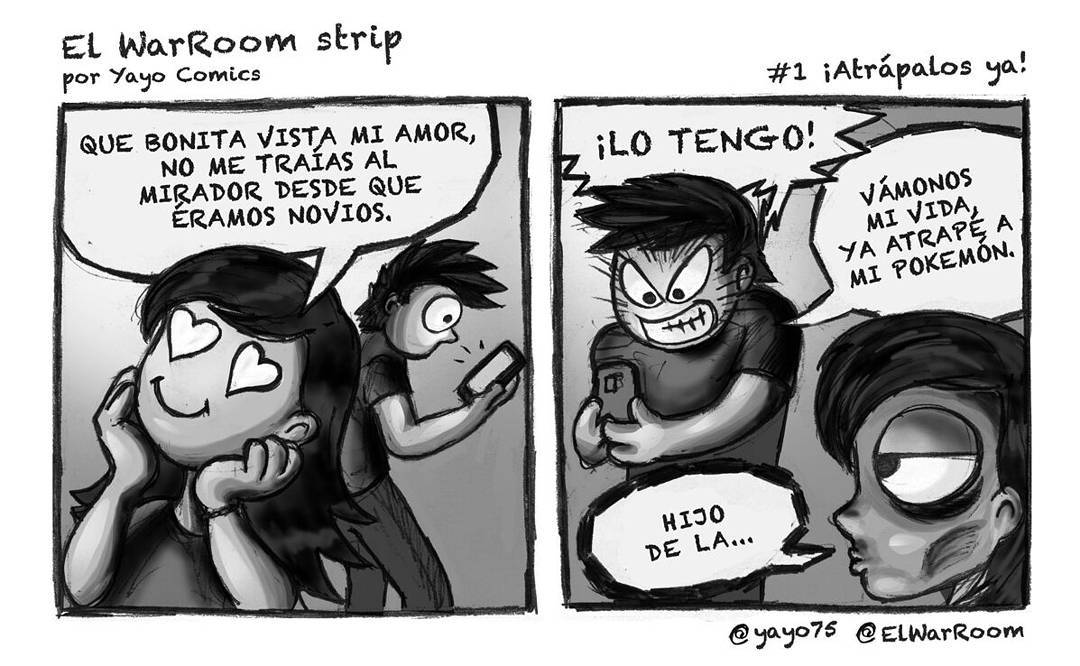 El WarRoom strip
por Yayo Comics
#1 ¡Atrápalos ya!
QUE BONITA VISTA MI AMOR,
NO ME TRAÍAS AL
MIRADOR DESDE QUE
ÉRAMOS NOVIOS.
¡LO TENGO!
VÁMONOS
MI VIDA,
YA ATRAPÉ A
MI POKEMÓN.
HIJO
DE LA...
@yayo75 @ElWarRoom